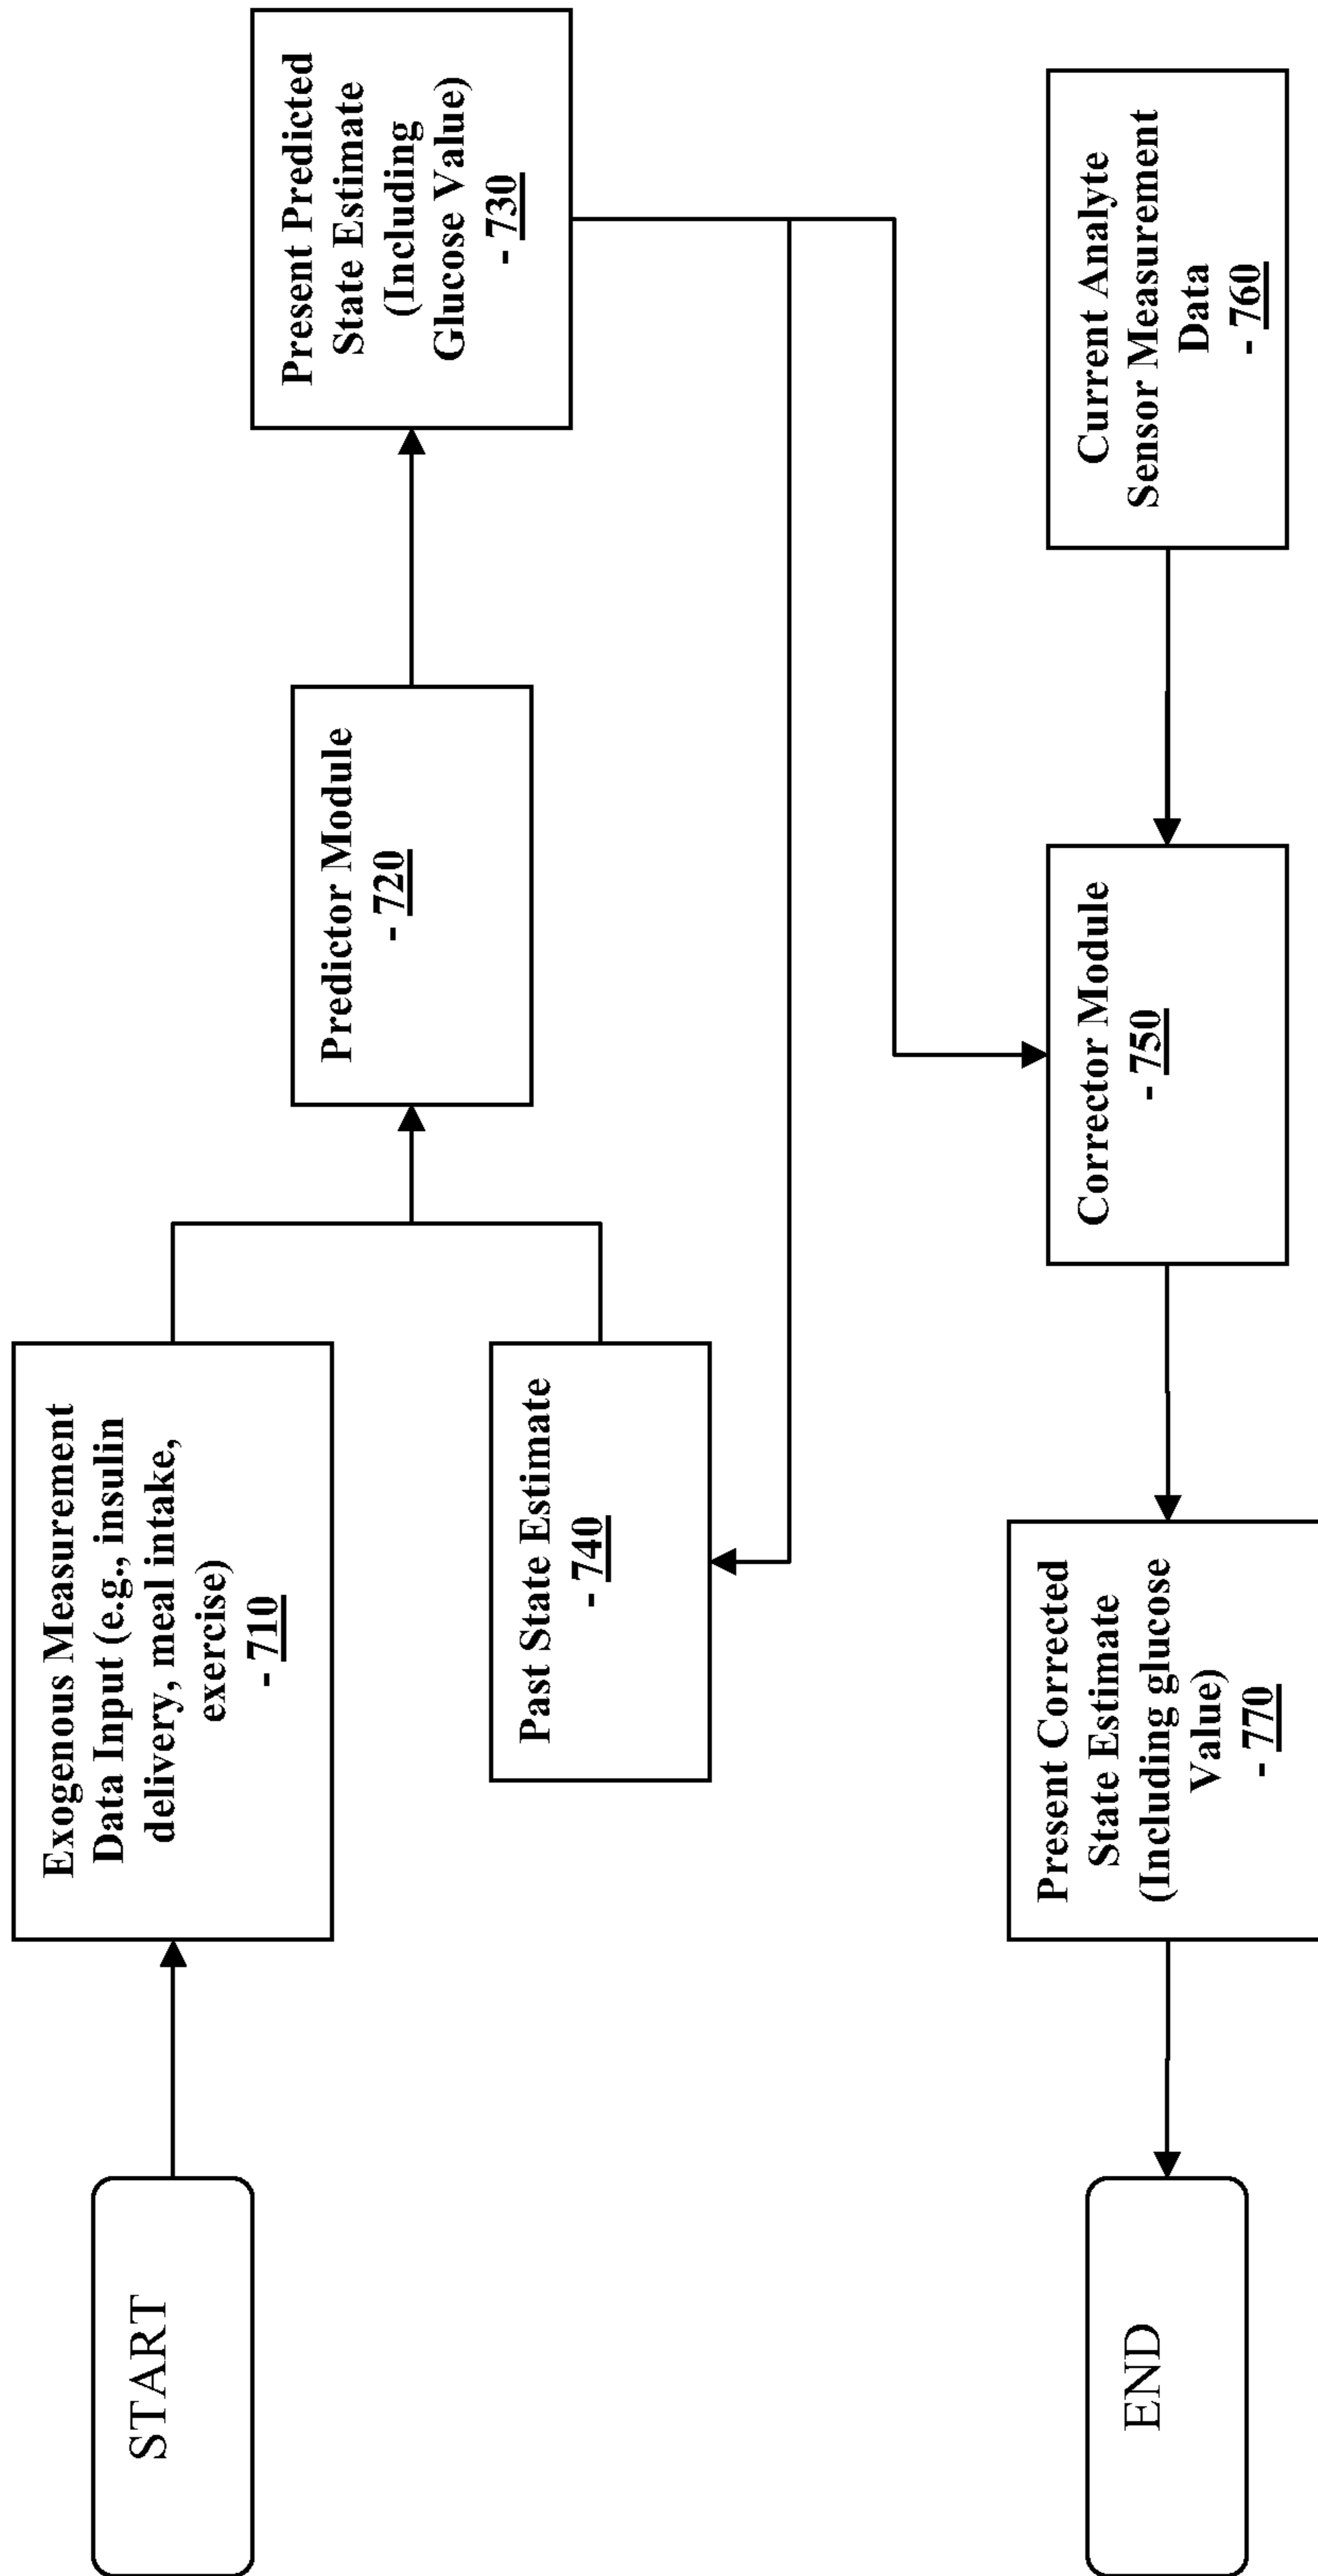 START
Exogenous Measurement
Data Input (e.g., insulin
delivery, meal intake,
exercise)
- 710
Predictor Module
- 720
Present Predicted
State Estimate
(Including
Glucose Value)
- 730
Past State Estimate
- 740
END
Present Corrected
State Estimate
(Including glucose
Value)
- 770
Corrector Module
- 750
Current Analyte
Sensor Measurement
Data
- 760